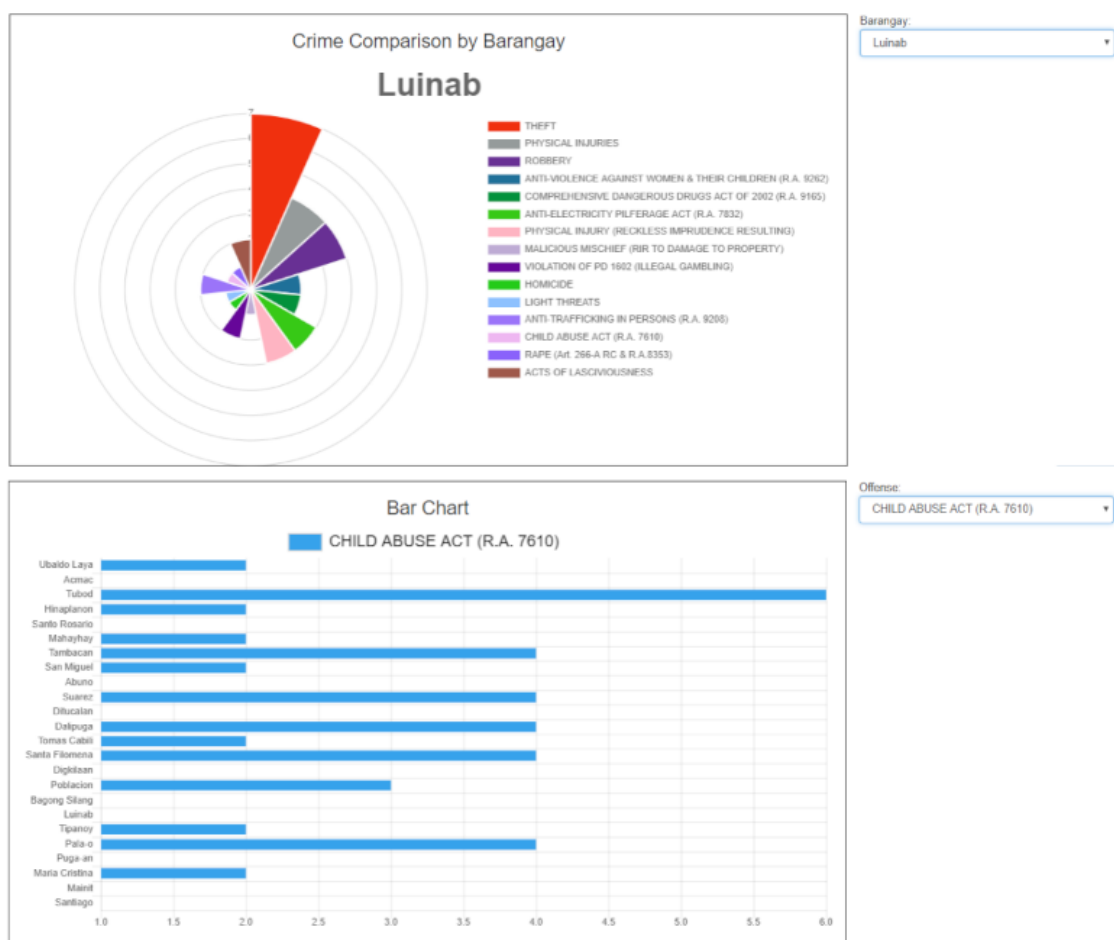 Crime Comparison by Barangay
Luinab
7
THEFT
PHYSICAL INJURIES
ROBBERY
ANTI-VIOLENCE AGAINST WOMEN & THEIR CHILDREN (R.A. 9262)
COMPREHENSIVE DANGEROUS DRUGS ACT OF 2002 (R.A. 9165)
ANTI-ELECTRICITY PILFERAGE ACT (R.A. 7832)
PHYSICAL INJURY (RECKLESS IMPRUDENCE RESULTING)
MALICIOUS MISCHIEF (RIR TO DAMAGE TO PROPERTY)
VIOLATION OF PD 1602 (ILLEGAL GAMBLING)
HOMICIDE
LIGHT THREATS
ANTI-TRAFFICKING IN PERSONS (R.A. 9208)
CHILD ABUSE ACT (R.A. 7610)
RAPE (Art. 266-A RC & R.A.8353)
ACTS OF LASCIVIOUSNESS
Barangay:
Luinab
Bar Chart
CHILD ABUSE ACT (R.A. 7610)
Ubaldo Laya
Acmac
Tubod
Hinaplanon
Santo Rosario
Mahayhay
Tambacan
San Miguel
Abuno
Suarez
Ditucalan
Dalipuga
Tomas Cabili
Santa Filomena
Digkilaan
Poblacion
Bagong Silang
Luinab
Tipanoy
Pala-o
Puga-an
Maria Cristina
Mainit
Santiago
1.0 1.5 2.0 2.5 3.0 3.5 4.0 4.5 5.0 5.5 6.0
Offense:
CHILD ABUSE ACT (R.A. 7610)